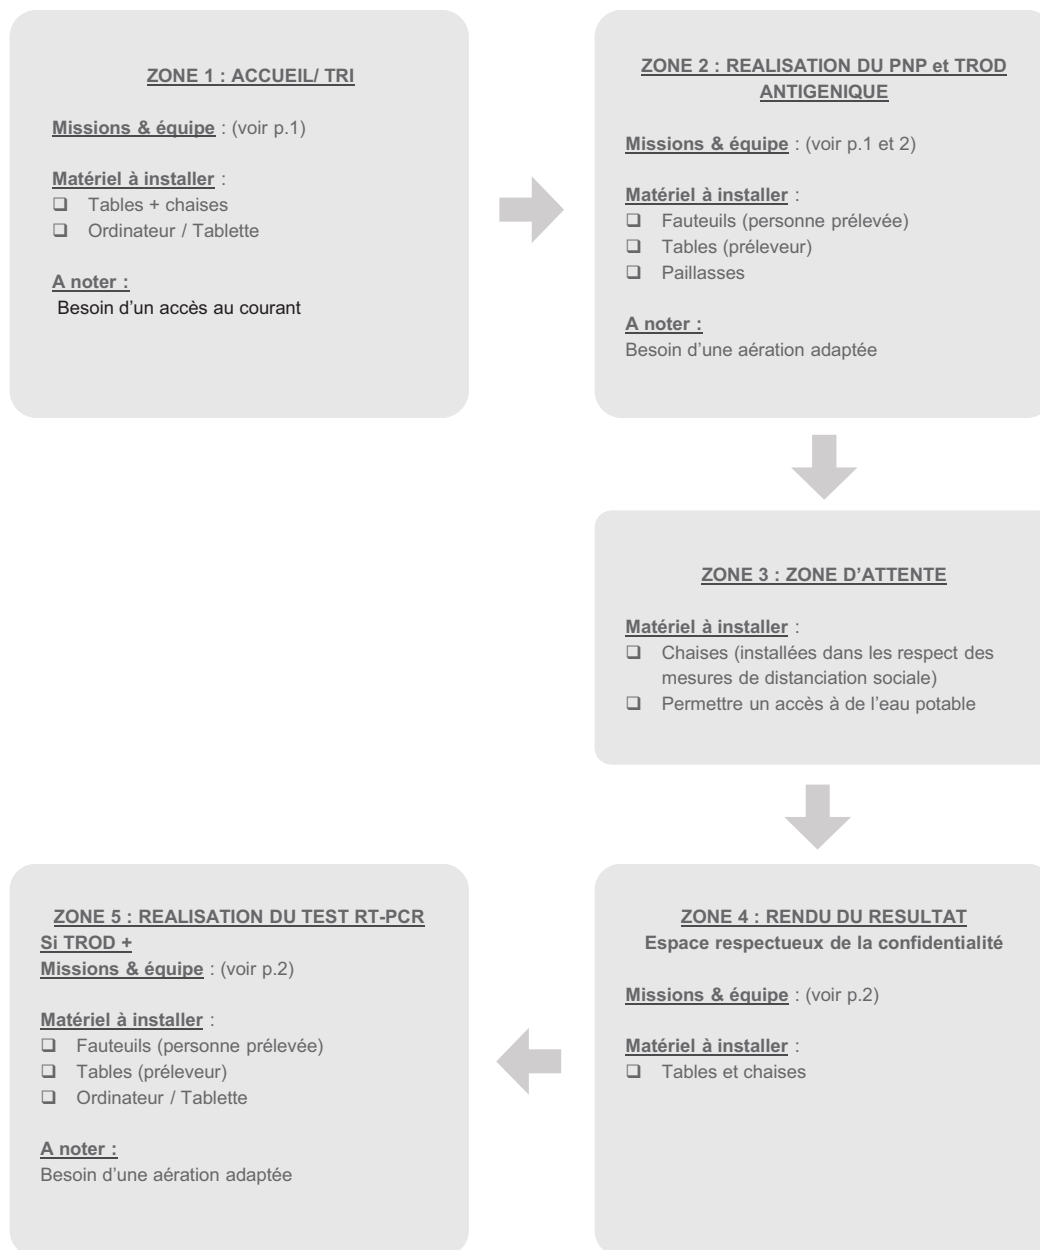 ZONE 1 : ACCUEIL/ TRI
Missions & équipe : (voir p.1)
Matériel à installer :
❑ Tables + chaises
❑ Ordinateur / Tablette
A noter :
Besoin d'un accès au courant
ZONE 2 : REALISATION DU PNP et TROD
ANTIGENIQUE
Missions & équipe : (voir p.1 et 2)
Matériel à installer :
❑ Fauteuils (personne prélevée)
❑ Tables (préleveur)
❑ Paillasses
A noter :
Besoin d'une aération adaptée
ZONE 3 : ZONE D'ATTENTE
Matériel à installer :
❑ Chaises (installées dans les respect des
mesures de distanciation sociale)
❑ Permettre un accès à de l'eau potable
ZONE 4 : RENDU DU RESULTAT
Espace respectueux de la confidentialité
Missions & équipe : (voir p.2)
Matériel à installer :
❑ Tables et chaises
ZONE 5 : REALISATION DU TEST RT-PCR
Si TROD +
Missions & équipe : (voir p.2)
Matériel à installer :
❑ Fauteuils (personne prélevée)
❑ Tables (préleveur)
❑ Ordinateur / Tablette
A noter :
Besoin d'une aération adaptée